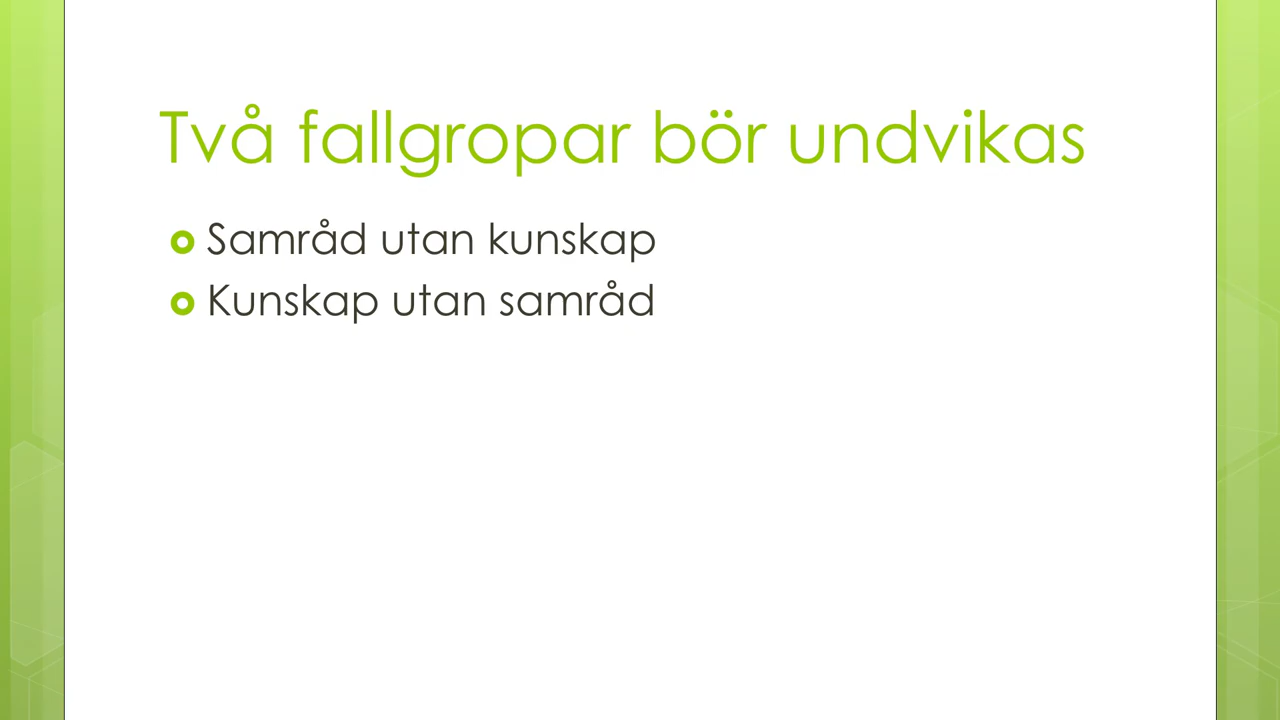 Två fallgropar bör undvikas
Samråd utan kunskap
Kunskap utan samråd